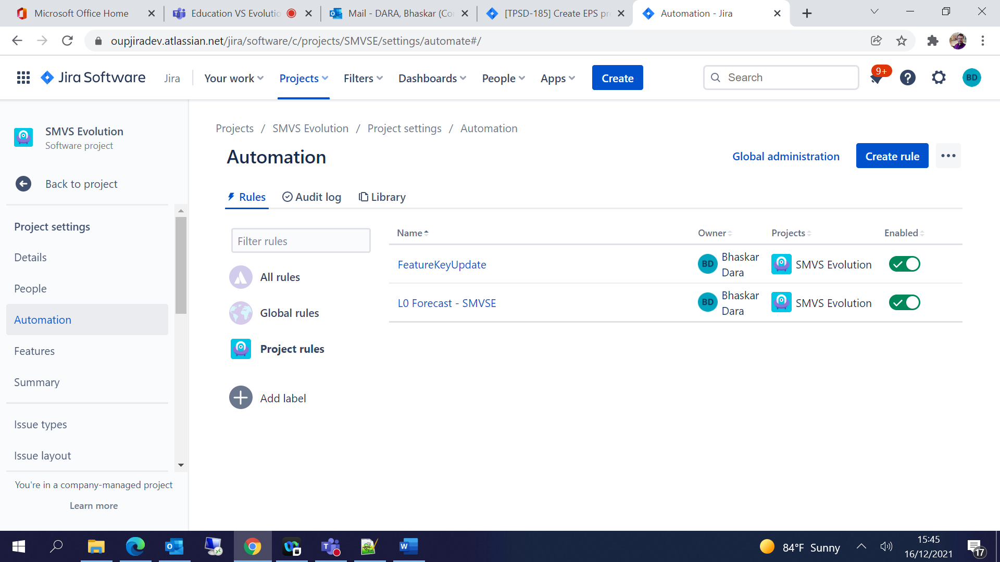 Microsoft Office Home
Education VS Evolutio
Mail - DARA, Bhaskar (Co
[TPSD-185] Create EPS pr
Automation - Jira
oupjiradev.atlassian.net/jira/software/c/projects/SMVSE/settings/automate#/
Jira Software
Jira
Your work
Projects
Filters
Dashboards
People
Apps
Create
Search
9+
BD
SMVS Evolution
Software project
Back to project
Project settings
Details
People
Automation
Features
Summary
Issue types
Issue layout
You're in a company-managed project
Learn more
Projects / SMVS Evolution / Project settings / Automation
Automation
Global administration
Create rule
Rules
Audit log
Library
Filter rules
All rules
Global rules
Project rules
Add label
Name Owner Projects Enabled
FeatureKeyUpdate BD Bhaskar Dara SMVS Evolution
L0 Forecast - SMVSE BD Bhaskar Dara SMVS Evolution
84°F Sunny
15:45
16/12/2021
17